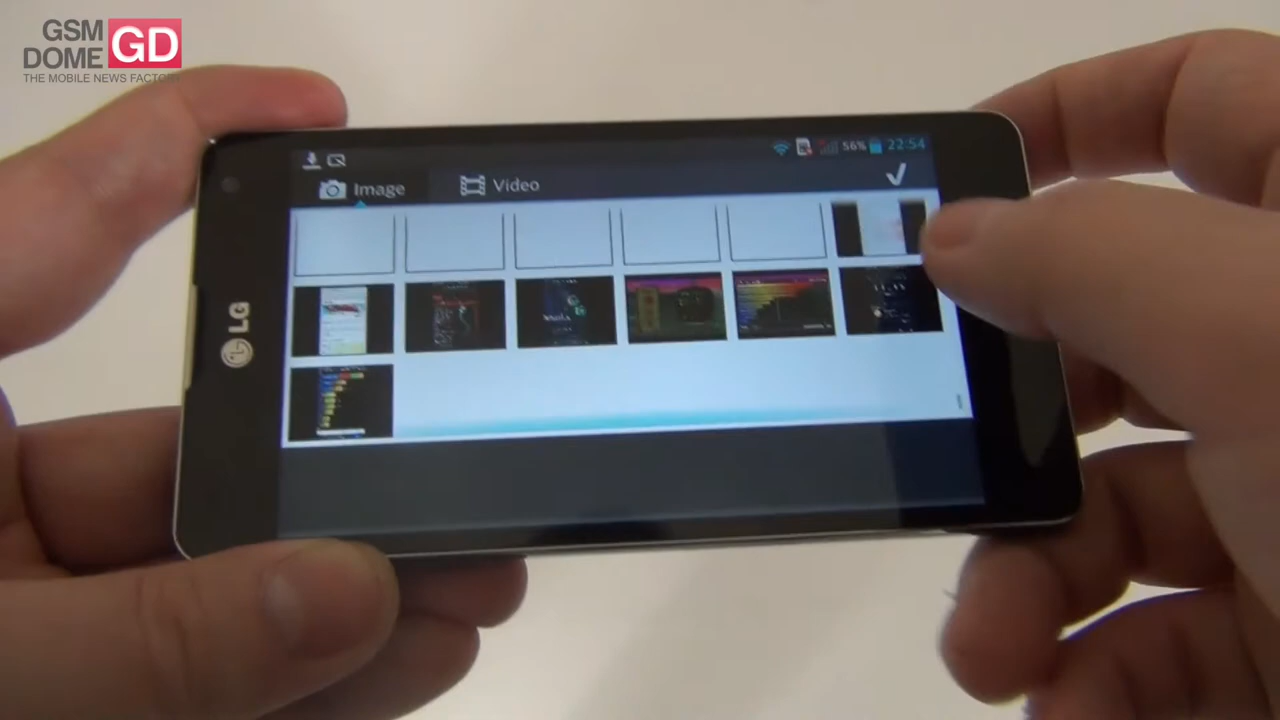 GSM
DOME GD
THE MOBILE NEWS FACTORY
56% 22:54
Image Video
LG